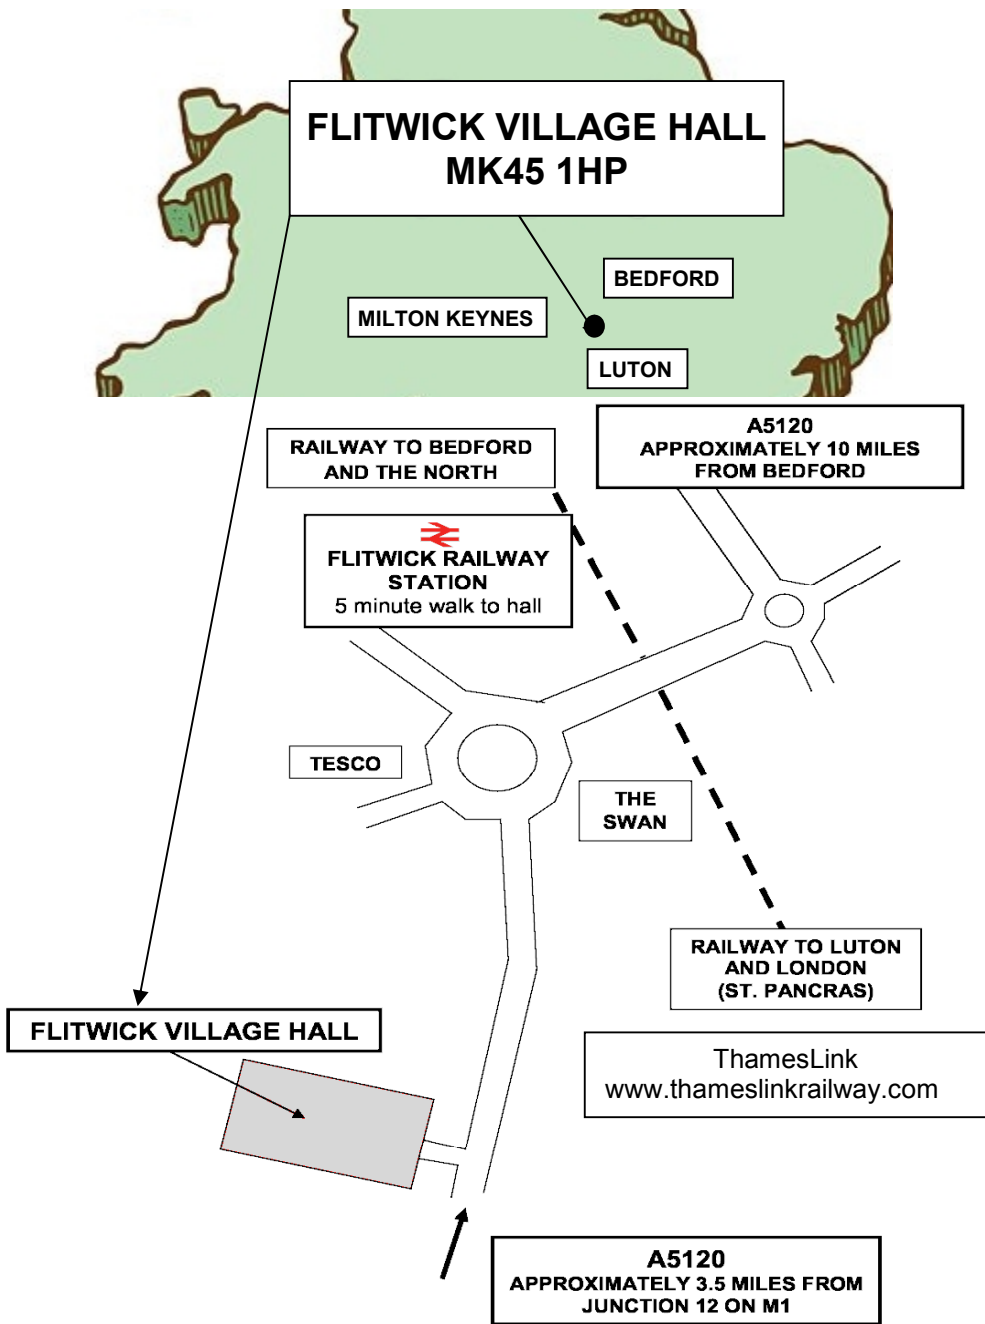 FLITWICK VILLAGE HALL
MK45 1HP
BEDFORD
MILTON KEYNES
LUTON
A5120
APPROXIMATELY 10 MILES
FROM BEDFORD
RAILWAY TO BEDFORD
AND THE NORTH
FLITWICK RAILWAY
STATION
5 minute walk to hall
TESCO
THE
SWAN
RAILWAY TO LUTON
AND LONDON
(ST. PANCRAS)
FLITWICK VILLAGE HALL
ThamesLink
www.thameslinkrailway.com
A5120
APPROXIMATELY 3.5 MILES FROM
JUNCTION 12 ON M1